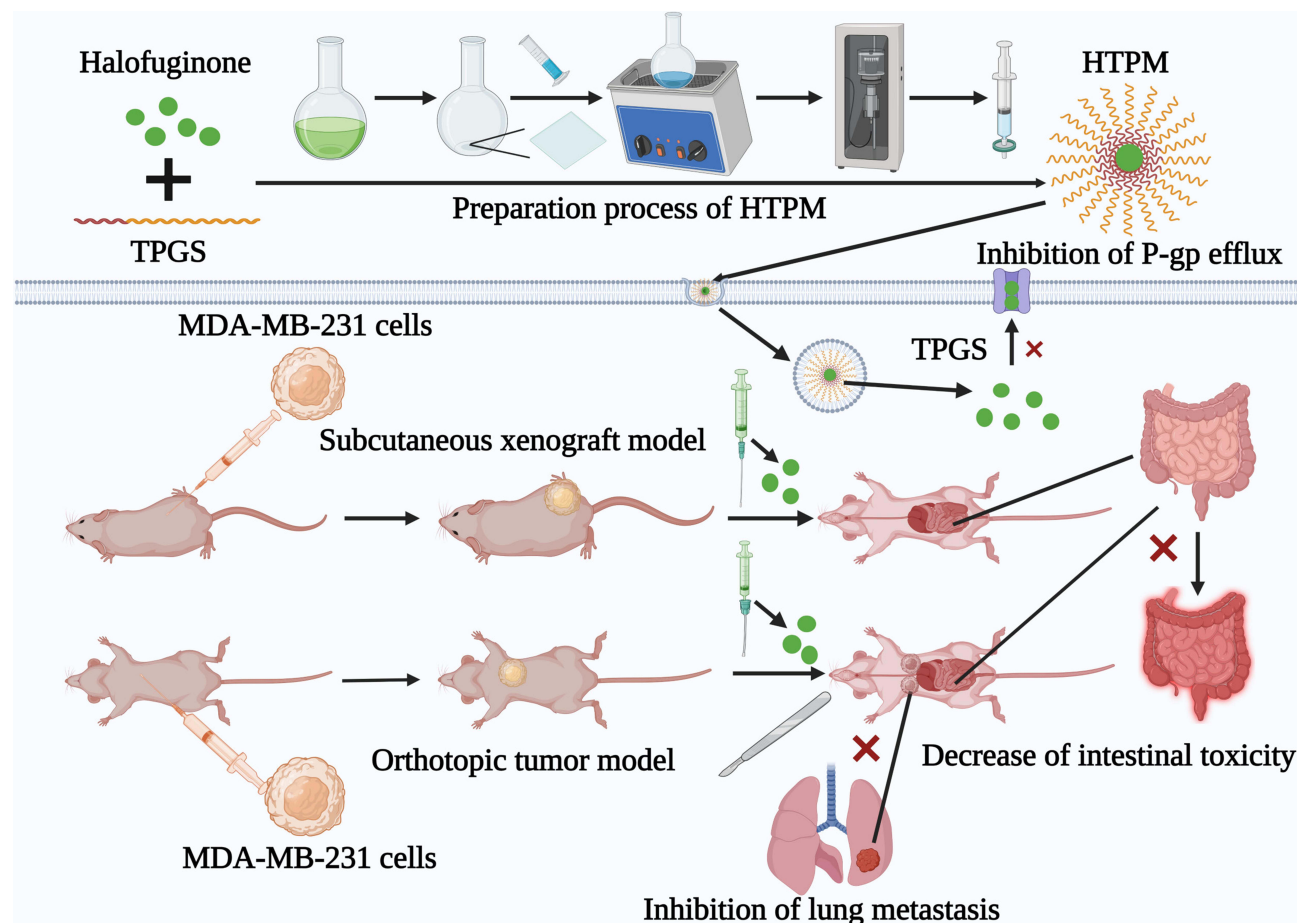 Halofuginone
HTPM
TPGS
Preparation process of HTPM
Inhibition of P-gp efflux
MDA-MB-231 cells
TPGS
Subcutaneous xenograft model
Orthotopic tumor model
Decrease of intestinal toxicity
MDA-MB-231 cells
Inhibition of lung metastasis